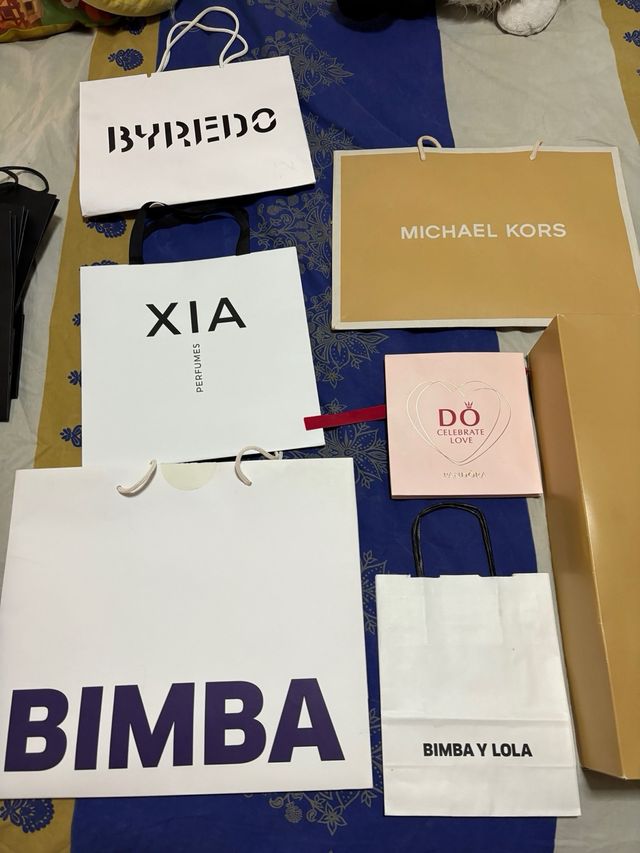 BYREDO
MICHAEL KORS
XIA
PERFUMES
DO
CELEBRATE
LOVE
PANDORA
BIMBA
BIMBA Y LOLA